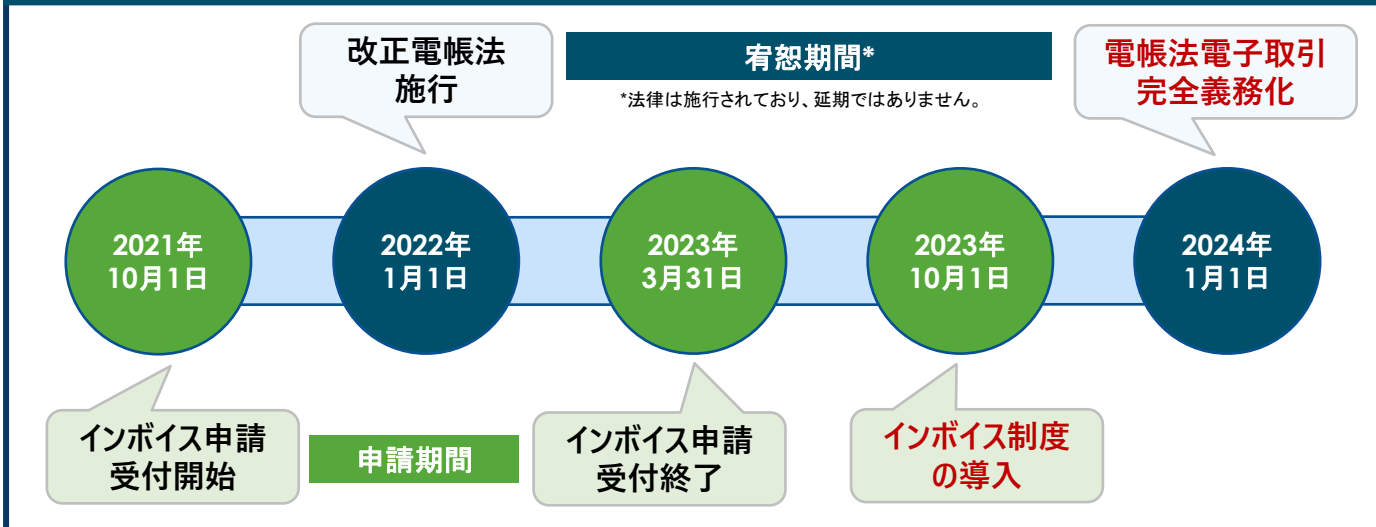 改正電帳法
施行
宥恕期間*
*法律は施行されており、延期ではありません。
電帳法電子取引
完全義務化
2021年
10月1日
2022年
1月1日
2023年
3月31日
2023年
10月1日
2024年
1月1日
インボイス申請
受付開始
申請期間
インボイス申請
受付終了
インボイス制度
の導入